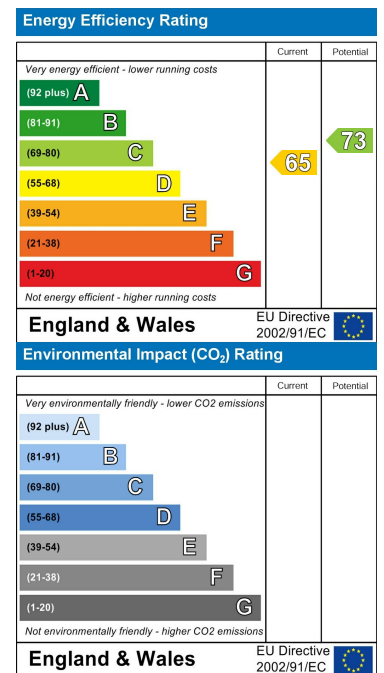 Energy Efficiency Rating
Current Potential
Very energy efficient - lower running costs
(92 plus) A
(81-91) B
(69-80) C
(55-68) D
(39-54) E
(21-38) F
(1-20) G
65
73
Not energy efficient - higher running costs
England & Wales
EU Directive
2002/91/EC
Environmental Impact (CO₂) Rating
Current Potential
Very environmentally friendly - lower CO2 emissions
(92 plus) A
(81-91) B
(69-80) C
(55-68) D
(39-54) E
(21-38) F
(1-20) G
Not environmentally friendly - higher CO2 emissions
England & Wales
EU Directive
2002/91/EC